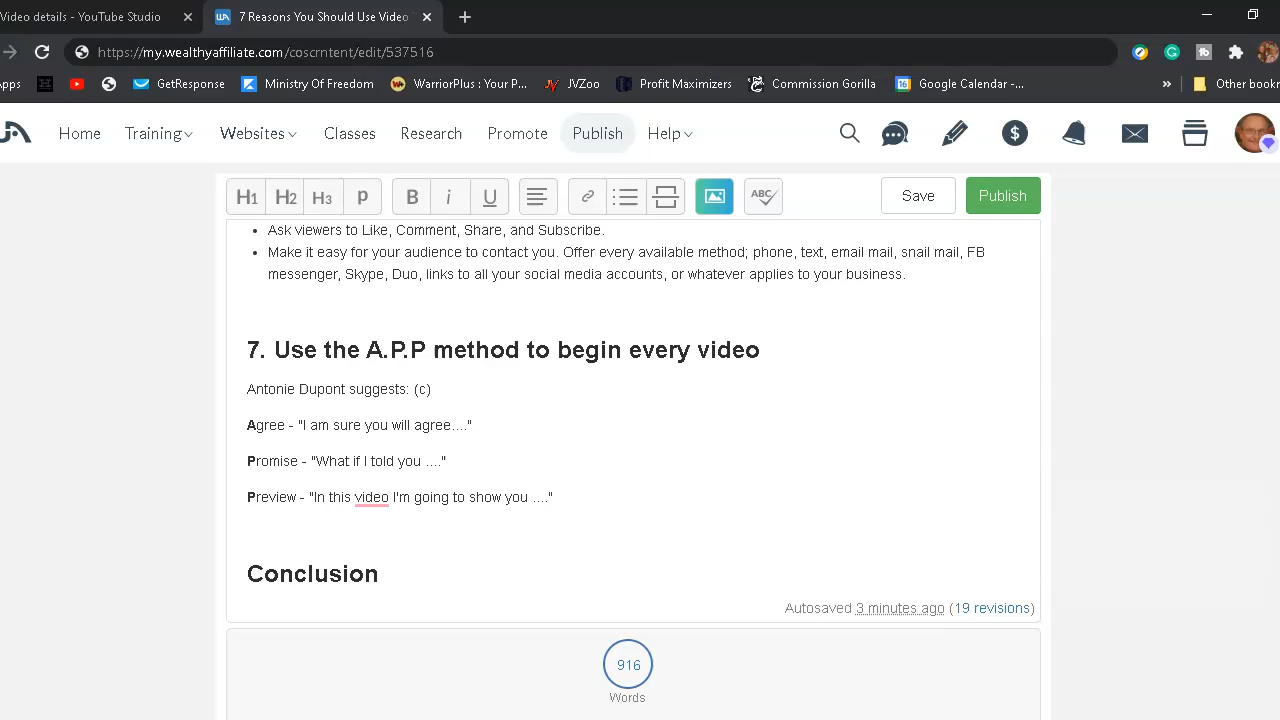 Video details - YouTube Studio
7 Reasons You Should Use Video
https://my.wealthyaffiliate.com/coscrntent/edit/537516
Apps
GetResponse
Ministry Of Freedom
WarriorPlus : Your P...
JVZoo
Profit Maximizers
Commission Gorilla
16
Google Calendar -...
»
Other bookr
Home
Training
Websites
Classes
Research
Promote
Publish
Help
H1
H2
H3
p
B
i
U
ABC
Save
Publish
Ask viewers to Like, Comment, Share, and Subscribe.
Make it easy for your audience to contact you. Offer every available method; phone, text, email mail, snail mail, FB
messenger, Skype, Duo, links to all your social media accounts, or whatever applies to your business.
7. Use the A.P.P method to begin every video
Antonie Dupont suggests: (c)
Agree - "I am sure you will agree...."
Promise - "What if I told you ...."
Preview - "In this video I'm going to show you ...."
Conclusion
Autosaved 3 minutes ago (19 revisions)
916
Words